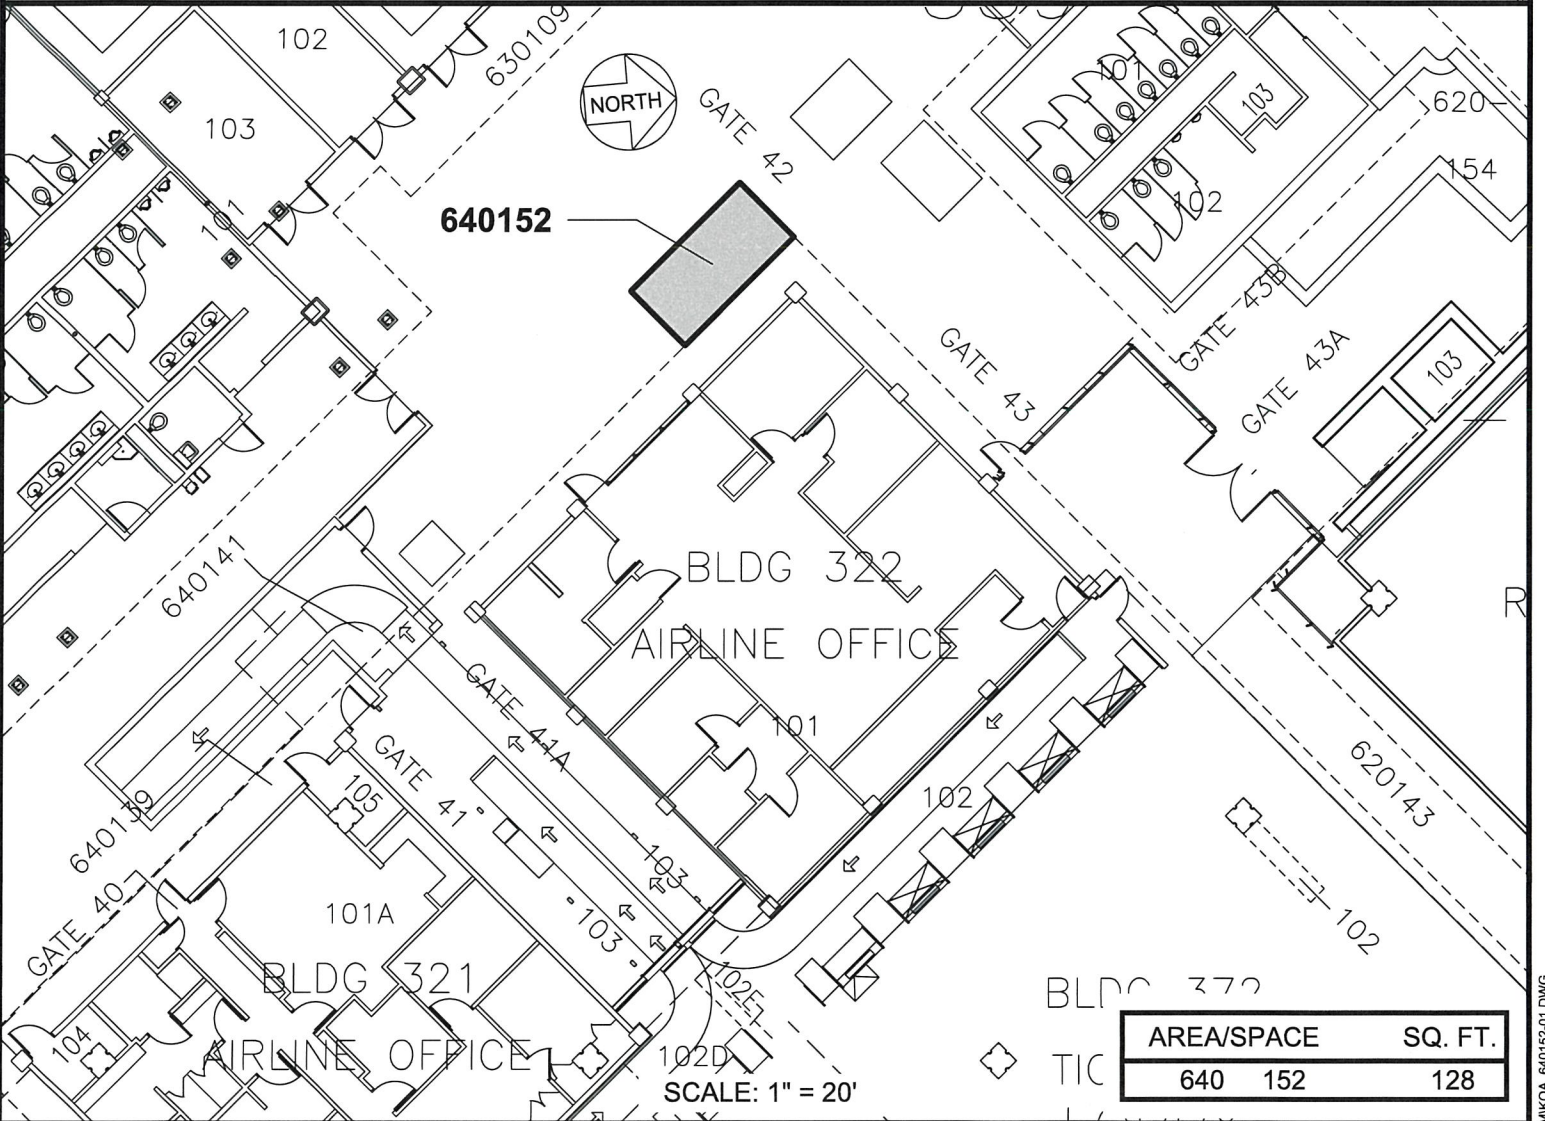 102
630109
101
103
NORTH
GATE 42
103
620
154
102
640152
1
1
GATE 43B
GATE 43
GATE 43A
103
640141
BLDG 322
AIRLINE OFFICE
R
GATE 41A
101
GATE 41
105
102
620143
640139
103
GATE 40
101A
103
102
BLDG 321
102E
104
AIRLINE OFFICE
102D
SCALE: 1" = 20'
AREA/SPACE SQ. FT.
640 152 128